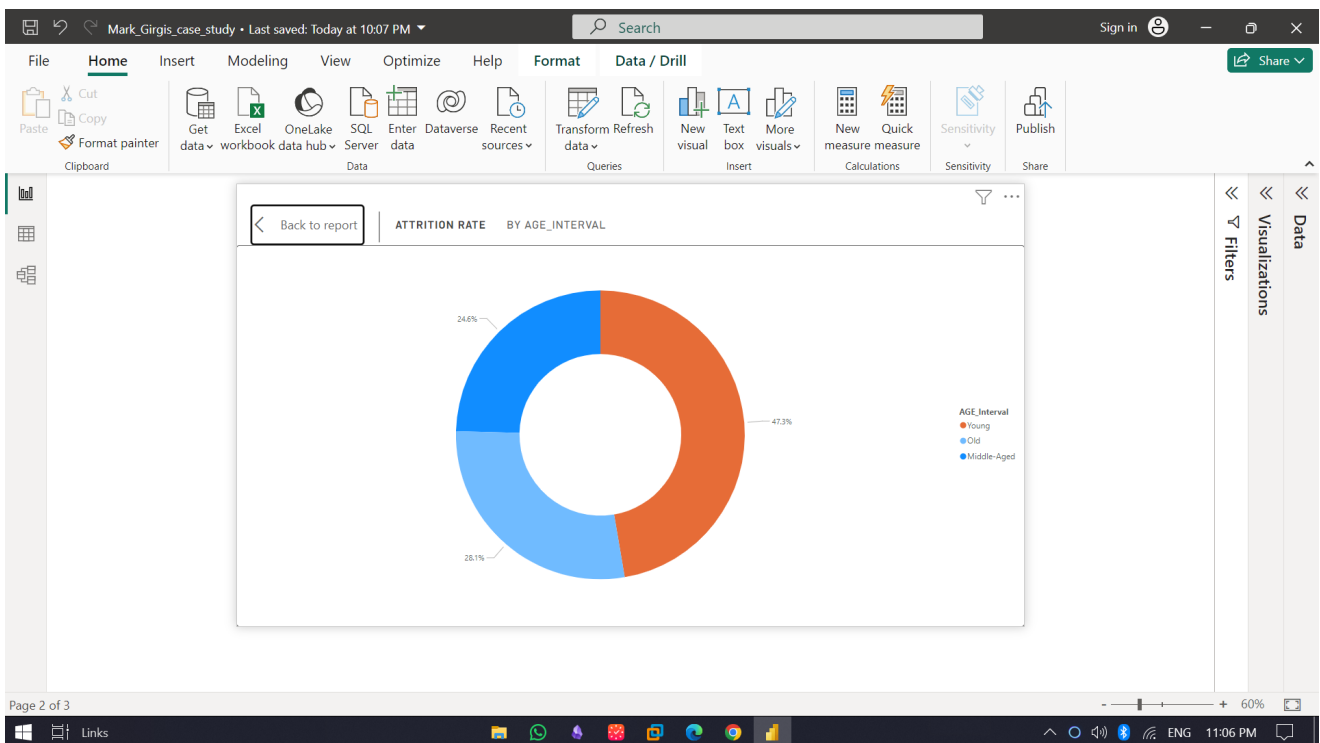 Mark_Girgis_case_study • Last saved: Today at 10:07 PM
Search
Sign in
File Home Insert Modeling View Optimize Help Format Data / Drill
Share
Paste
Cut
Copy
Format painter
Clipboard
Get data
Excel workbook
OneLake data hub
SQL Server
Enter data
Dataverse
Recent sources
Data
Transform data
Refresh
Queries
New visual
Text box
More visuals
Insert
New measure
Quick measure
Calculations
Sensitivity
Sensitivity
Publish
Share
Back to report
ATTRITION RATE BY AGE_INTERVAL
24.6%
47.3%
28.1%
AGE_Interval
Young
Old
Middle-Aged
Filters
Visualizations
Data
Page 2 of 3
- + 60%
Links
ENG 11:06 PM